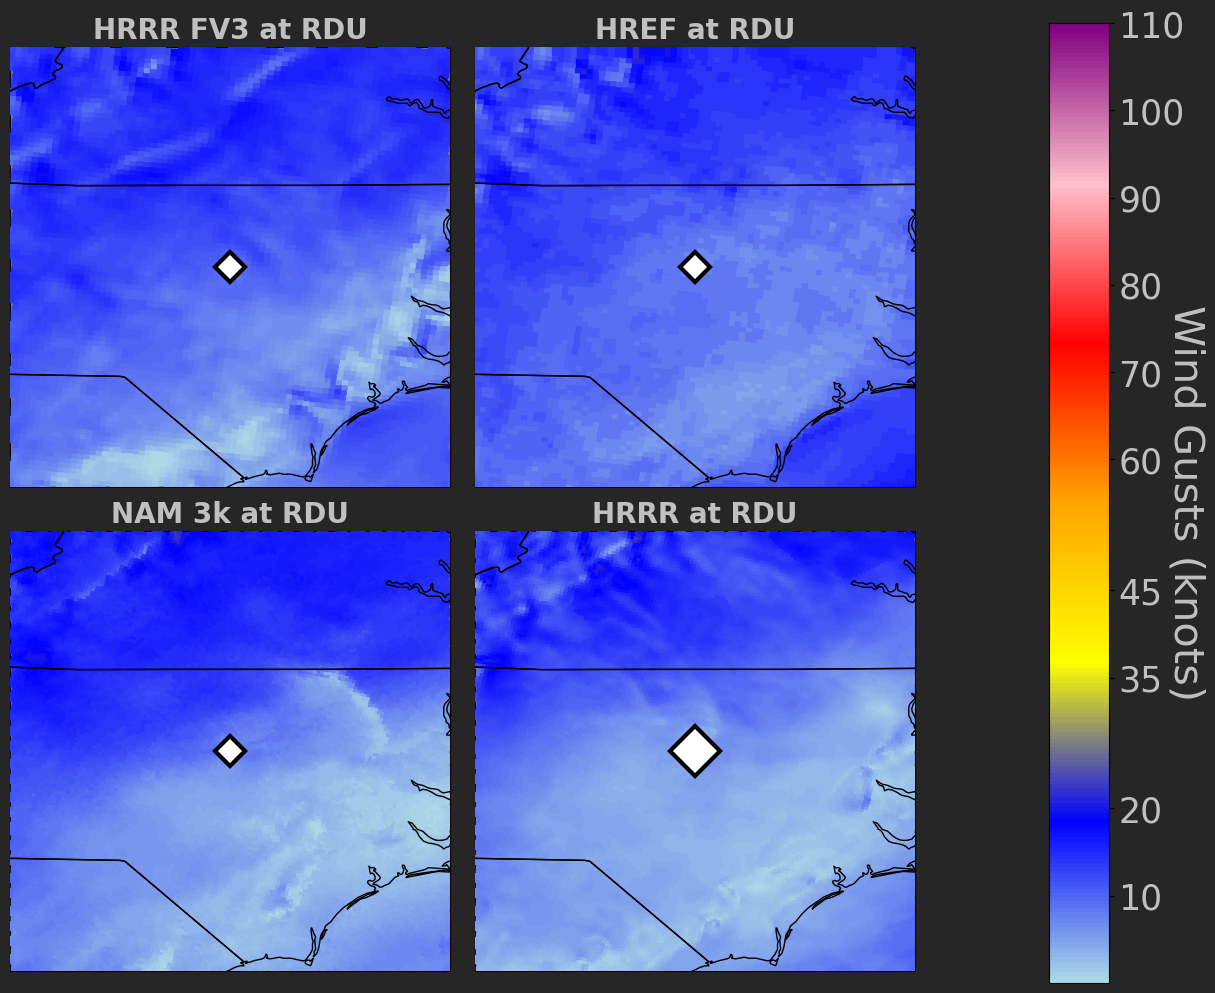 HRRR FV3 at RDU
HREF at RDU
NAM 3k at RDU
HRRR at RDU
110
100
90
80
70
60
45
35
20
10
Wind Gusts (knots)